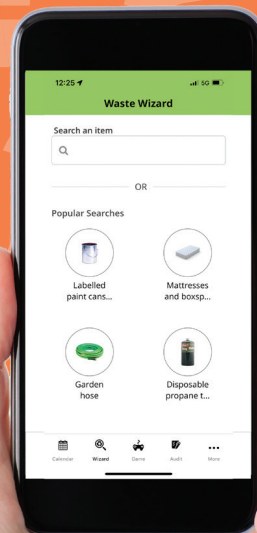 12:25
5G
Waste Wizard
Search an item
OR
Popular Searches
Labelled
paint cans...
Mattresses
and boxsp...
Garden
hose
Disposable
propane t...
Calendar
Wizard
Game
Audit
More